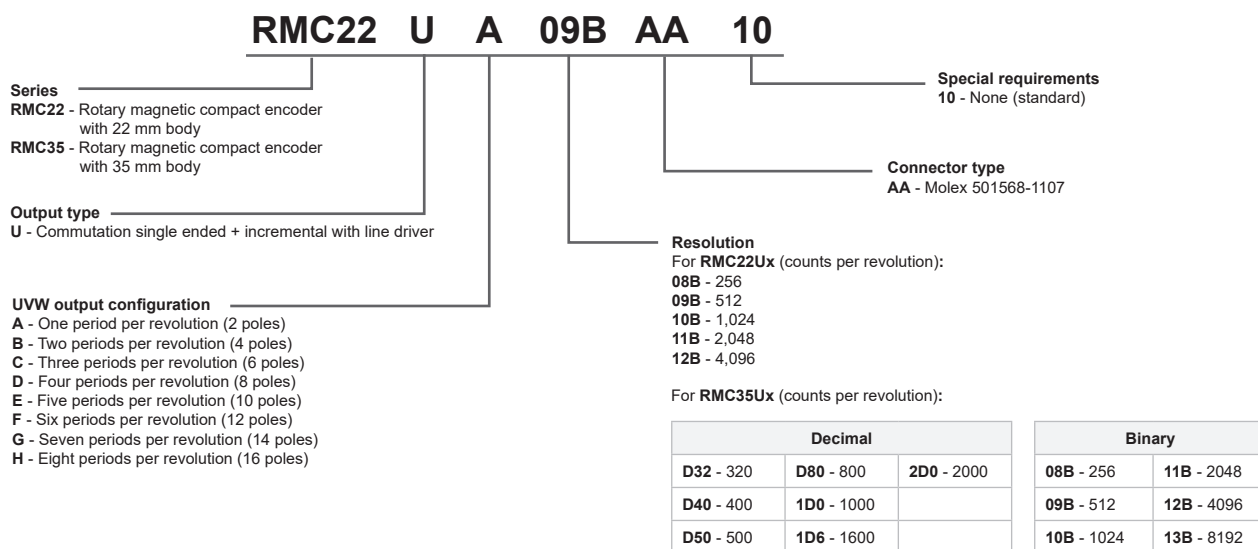 RMC22 U A 09B AA 10
Series
RMC22 - Rotary magnetic compact encoder
with 22 mm body
RMC35 - Rotary magnetic compact encoder
with 35 mm body
Output type
U - Commutation single ended + incremental with line driver
UVW output configuration
A - One period per revolution (2 poles)
B - Two periods per revolution (4 poles)
C - Three periods per revolution (6 poles)
D - Four periods per revolution (8 poles)
E - Five periods per revolution (10 poles)
F - Six periods per revolution (12 poles)
G - Seven periods per revolution (14 poles)
H - Eight periods per revolution (16 poles)
Special requirements
10 - None (standard)
Connector type
AA - Molex 501568-1107
Resolution
For RMC22Ux (counts per revolution):
08B - 256
09B - 512
10B - 1,024
11B - 2,048
12B - 4,096
For RMC35Ux (counts per revolution):
Decimal
D32 - 320 D80 - 800 2D0 - 2000
D40 - 400 1D0 - 1000
D50 - 500 1D6 - 1600
Binary
08B - 256 11B - 2048
09B - 512 12B - 4096
10B - 1024 13B - 8192